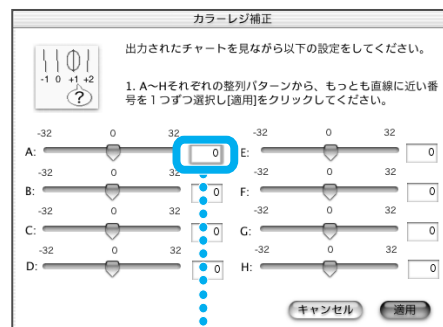 カラーレジ補正
出力されたチャートを見ながら以下の設定をしてください。
-1 0 +1 +2
?
1. A〜Hそれぞれの整列パターンから、もっとも直線に近い番
号を１つずつ選択し[適用]をクリックしてください。
-32 0 32 -32 0 32
A: 0 E: 0
-32 0 32 -32 0 32
B: 0 F: 0
-32 0 32 -32 0 32
C: 0 G: 0
-32 0 32 -32 0 32
D: 0 H: 0
キャンセル 適用